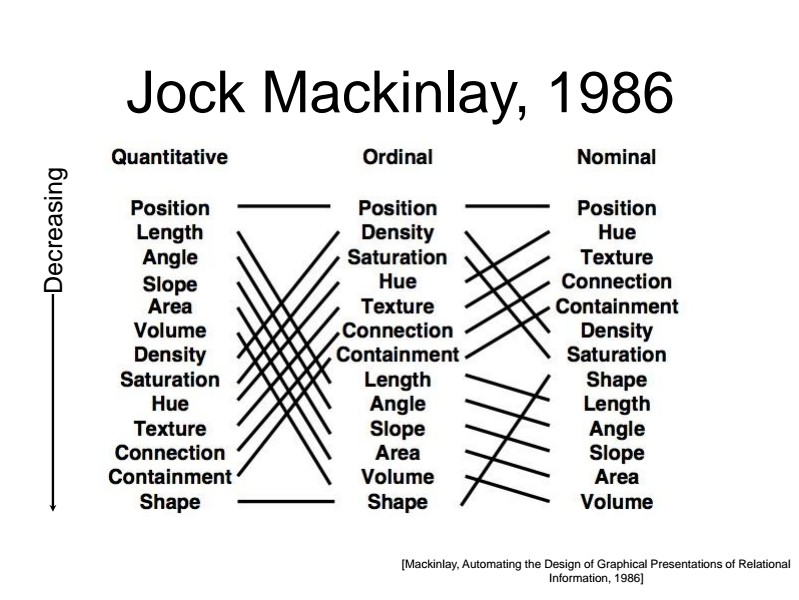 Jock Mackinlay, 1986
Decreasing
Quantitative Ordinal Nominal
Position Position Position
Length Density Hue
Angle Saturation Texture
Slope Hue Connection
Area Texture Containment
Volume Connection Density
Density Containment Saturation
Saturation Length Shape
Hue Angle Length
Texture Slope Angle
Connection Area Slope
Containment Volume Area
Shape Shape Volume
[Mackinlay, Automating the Design of Graphical Presentations of Relational
Information, 1986]